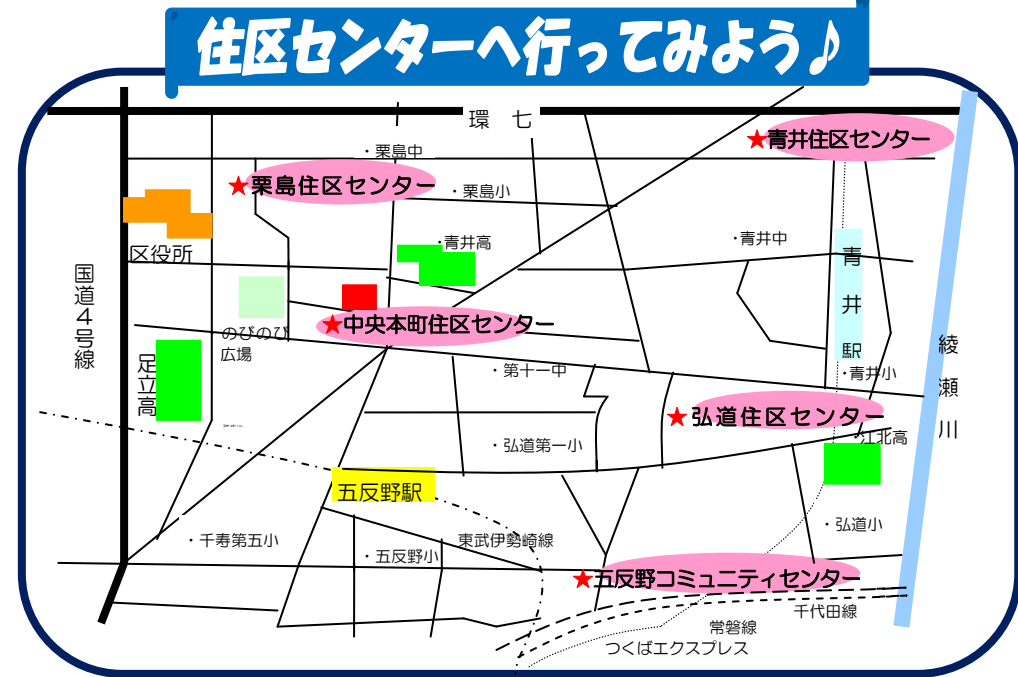 住区センターへ行ってみよう♪
環 七
★青井住区センター
・栗島中
★栗島住区センター
・栗島小
・青井高
・青井中
区役所
青井駅
国道4号線
★中央本町住区センター
のびのび
広場
足立高
綾瀬川
・第十一中
・青井小
★弘道住区センター
・江北高
・弘道第一小
五反野駅
・弘道小
・千寿第五小
東武伊勢崎線
・五反野小
★五反野コミュニティセンター
千代田線
常磐線
つくばエクスプレス